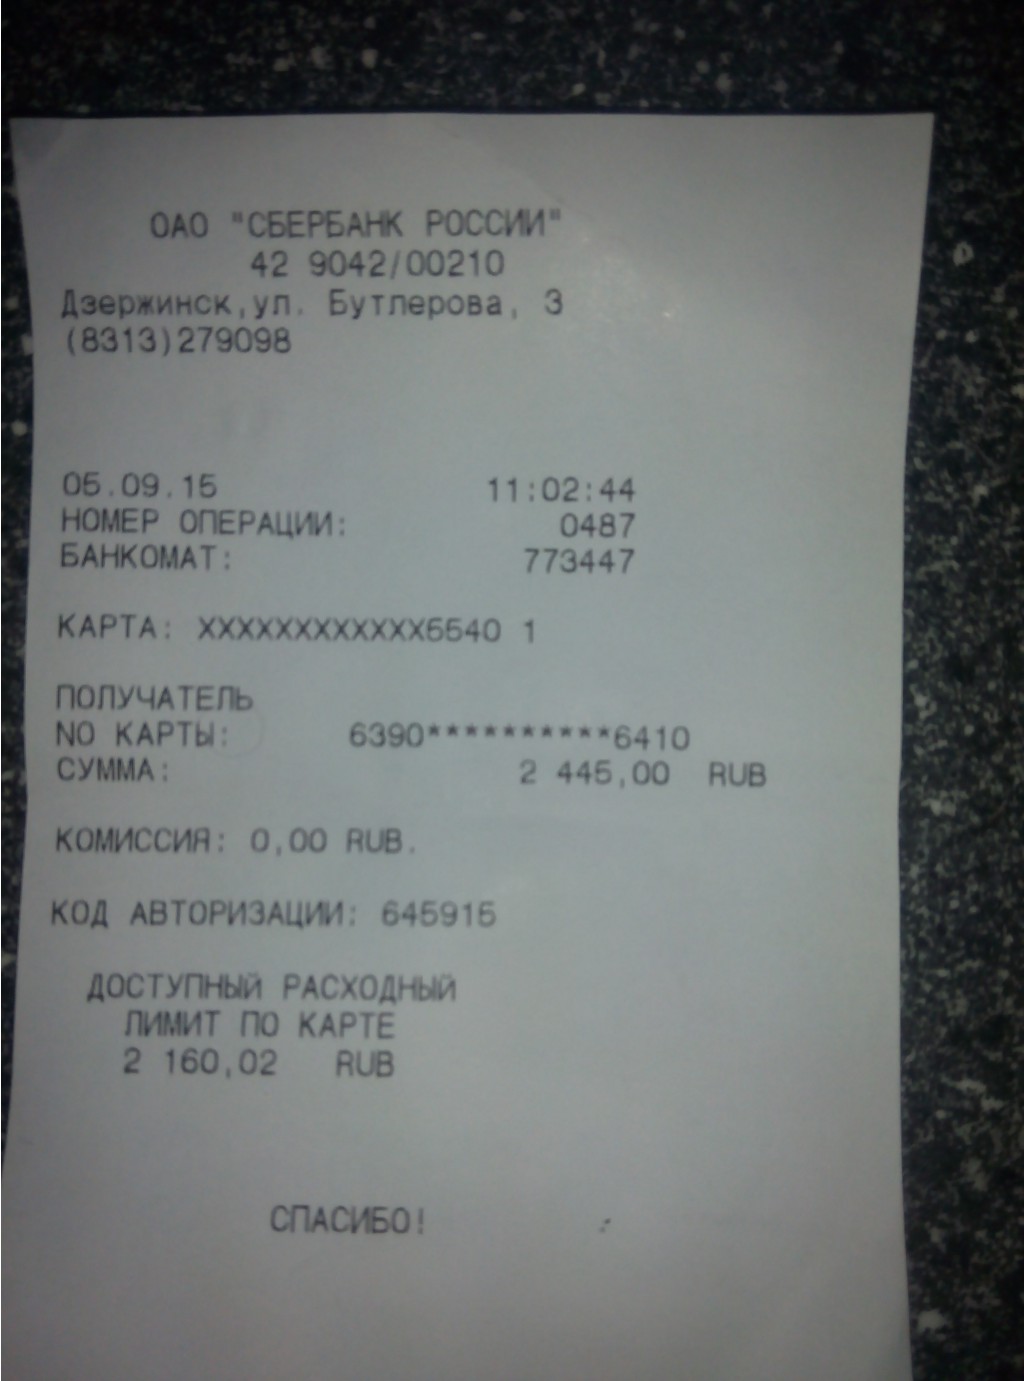 ОАО "СБЕРБАНК РОССИИ"
42 9042/00210
Дзержинск,ул. Бутлерова, 3
(8313)279098
05.09.15 11:02:44
НОМЕР ОПЕРАЦИИ: 0487
БАНКОМАТ: 773447
КАРТА: XXXXXXXXXXXX6540 1
ПОЛУЧАТЕЛЬ
NO КАРТЫ: 6390**********6410
СУММА: 2 445,00 RUB
КОМИССИЯ: 0,00 RUB.
КОД АВТОРИЗАЦИИ: 645915
ДОСТУПНЫЙ РАСХОДНЫЙ
ЛИМИТ ПО КАРТЕ
2 160,02 RUB
СПАСИБО!